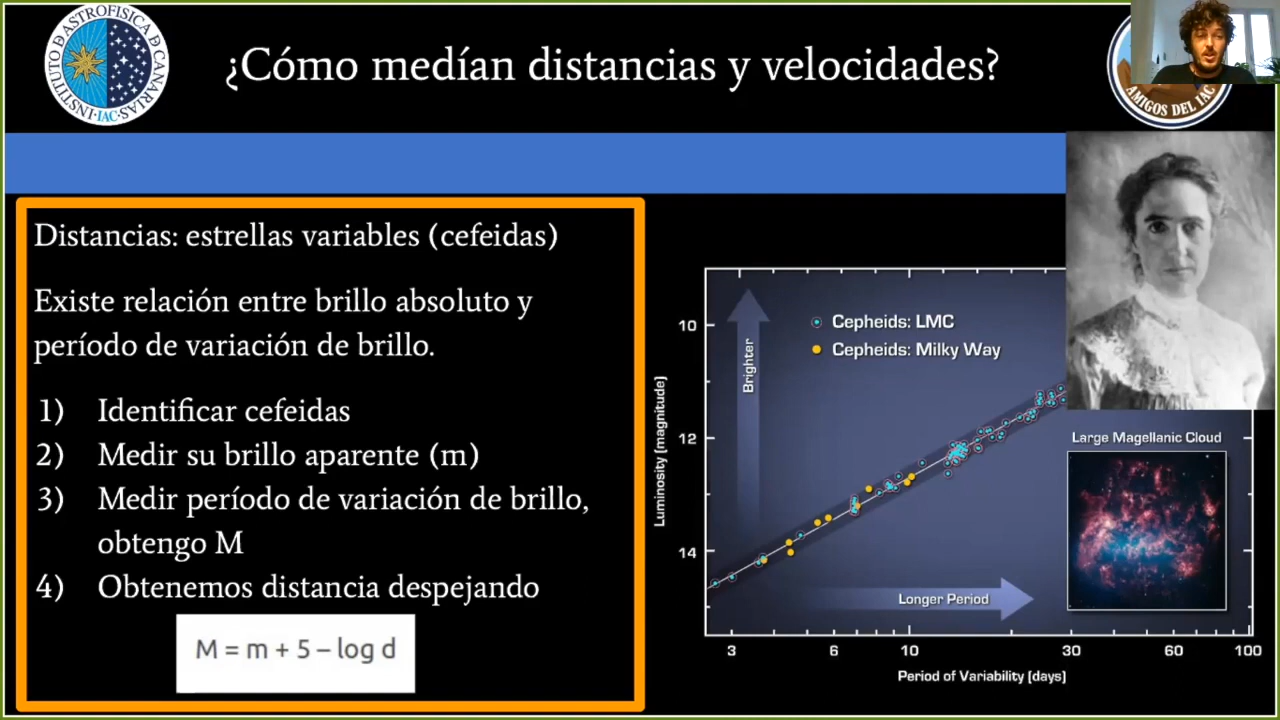 INSTITUTO DE ASTROFISICA DE CANARIAS
·IAC·
¿Cómo medían distancias y velocidades?
AMIGOS DEL IAC
Distancias: estrellas variables (cefeidas)
Existe relación entre brillo absoluto y
período de variación de brillo.
1) Identificar cefeidas
2) Medir su brillo aparente (m)
3) Medir período de variación de brillo,
obtengo M
4) Obtenemos distancia despejando
M = m + 5 – log d
Cepheids: LMC
Cepheids: Milky Way
Brighter
Luminosity [magnitude]
10
12
14
Large Magellanic Cloud
Longer Period
3 6 10 30 60 100
Period of Variability [days]